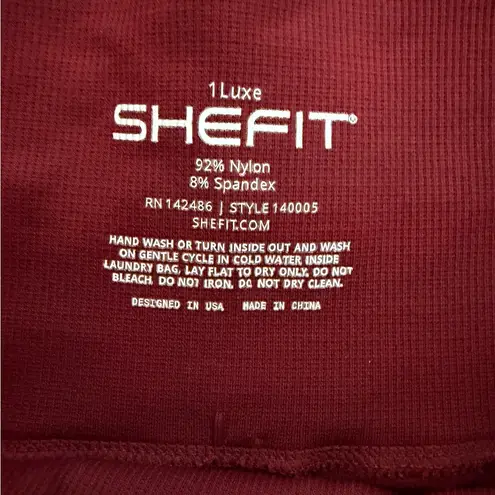 1Luxe
SHEFIT®
92% Nylon
8% Spandex
RN 142486 | STYLE 140005
SHEFIT.COM
HAND WASH OR TURN INSIDE OUT AND WASH
ON GENTLE CYCLE IN COLD WATER INSIDE
LAUNDRY BAG. LAY FLAT TO DRY ONLY. DO NOT
BLEACH. DO NOT IRON. DO NOT DRY CLEAN.
DESIGNED IN USA MADE IN CHINA